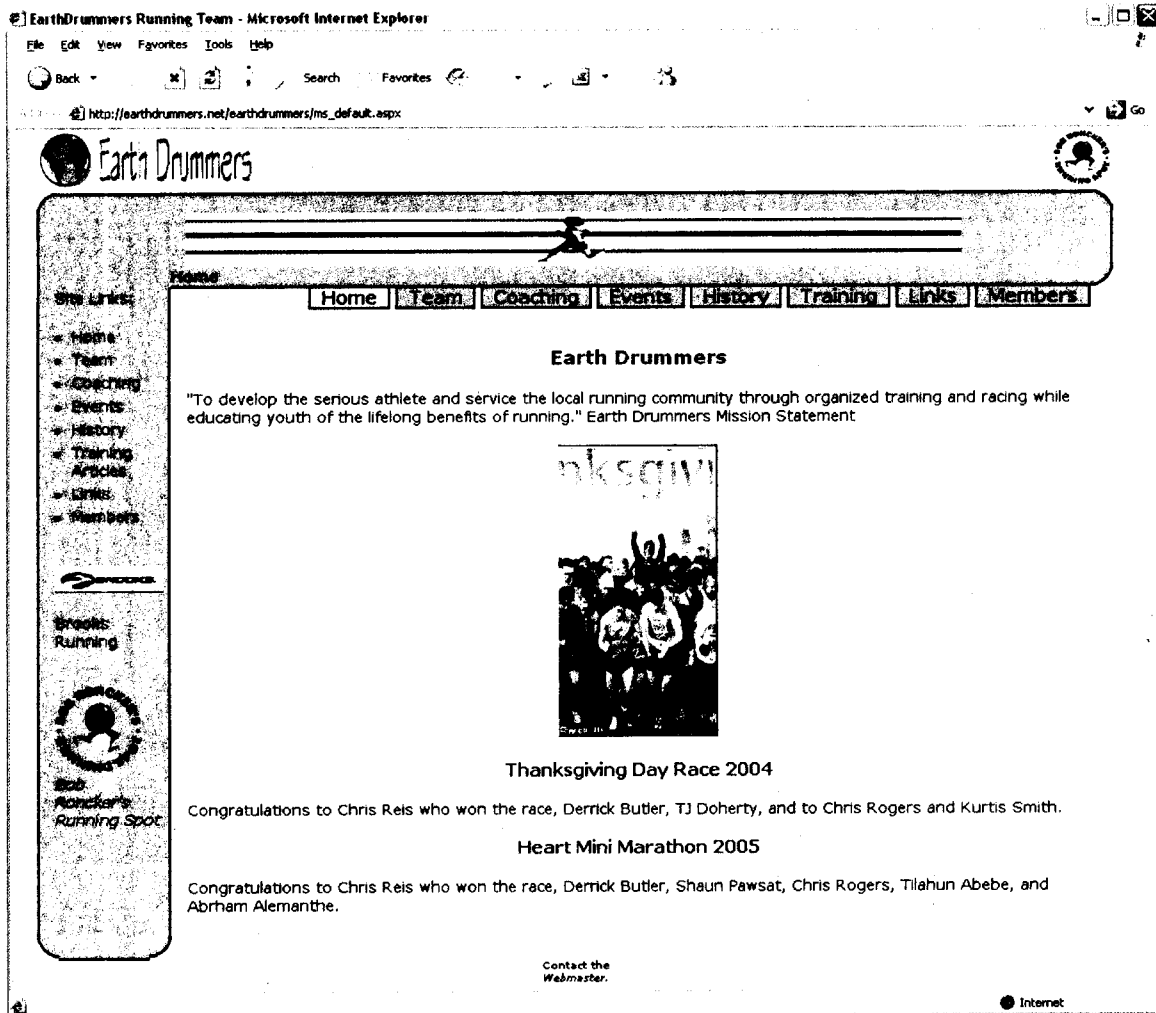 EarthDrummers Running Team - Microsoft Internet Explorer
File Edit View Favorites Tools Help
Back Search Favorites
http://earthdrummers.net/earthdrummers/ms_default.aspx Go
Earth Drummers
Home
Site Links:
Home Team Coaching Events History Training Links Members
Home
Team
Coaching
Events
History
Training
Articles
Links
Members
BROOKS
Brooks
Running
Bob
Roncker's
Running Spot
Earth Drummers
"To develop the serious athlete and service the local running community through organized training and racing while
educating youth of the lifelong benefits of running." Earth Drummers Mission Statement
nksgiv
Thanksgiving Day Race 2004
Congratulations to Chris Reis who won the race, Derrick Butler, TJ Doherty, and to Chris Rogers and Kurtis Smith.
Heart Mini Marathon 2005
Congratulations to Chris Reis who won the race, Derrick Butler, Shaun Pawsat, Chris Rogers, Tilahun Abebe, and
Abrham Alemanthe.
Contact the
Webmaster.
Internet